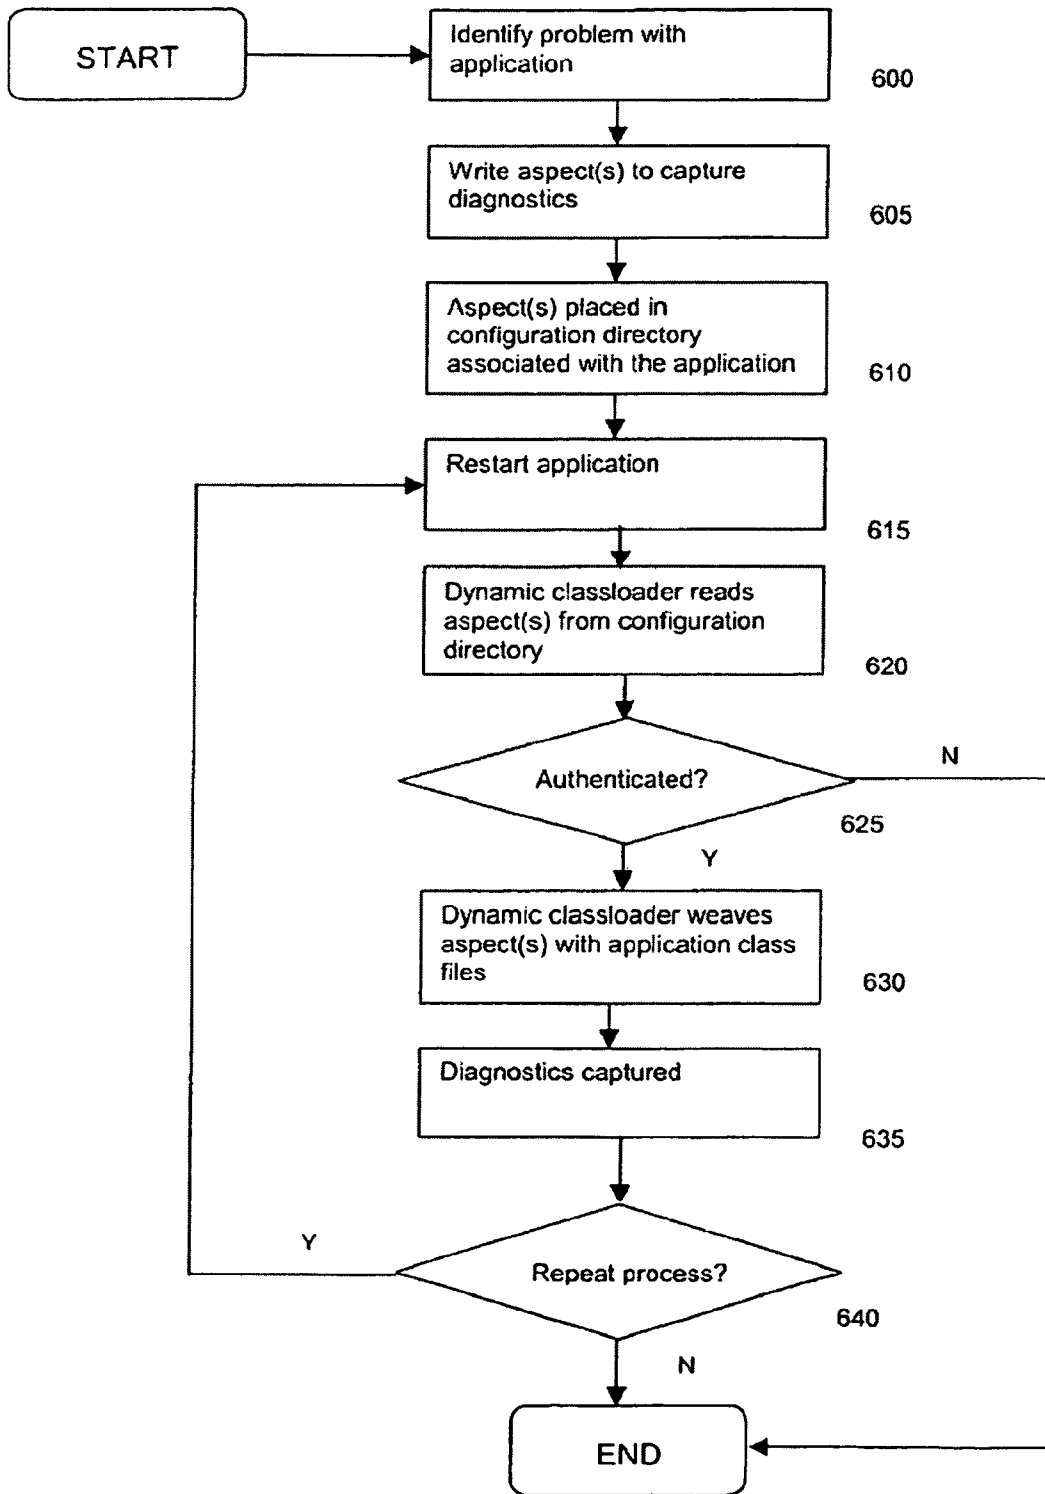 START
Identify problem with
application
600
Write aspect(s) to capture
diagnostics
605
Aspect(s) placed in
configuration directory
associated with the application
610
Restart application
615
Dynamic classloader reads
aspect(s) from configuration
directory
620
Authenticated?
N
625
Y
Dynamic classloader weaves
aspect(s) with application class
files
630
Diagnostics captured
635
Y
Repeat process?
640
N
END